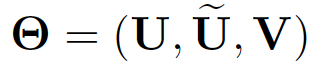 Θ = (U, Ũ, V)